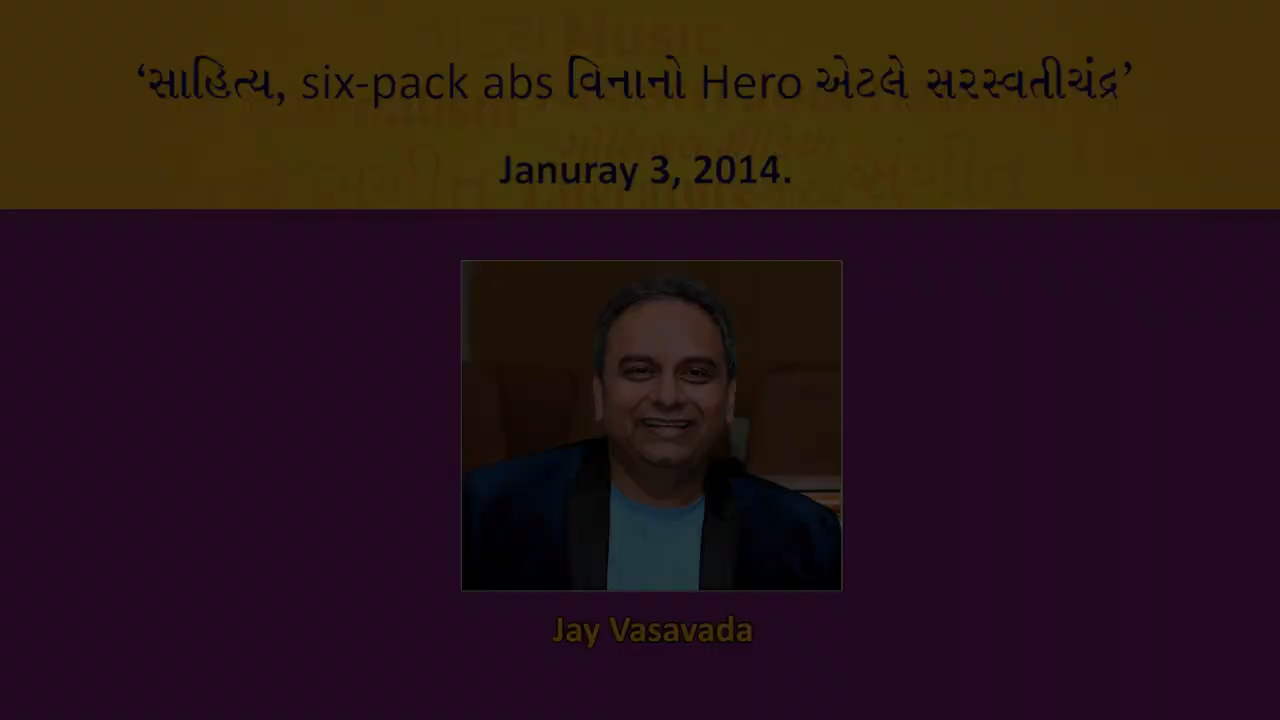 ‘સાહિત્ય, six-pack abs વિનાનો Hero એટલે સરસ્વતીચંદ્ર’
Januray 3, 2014.
Jay Vasavada